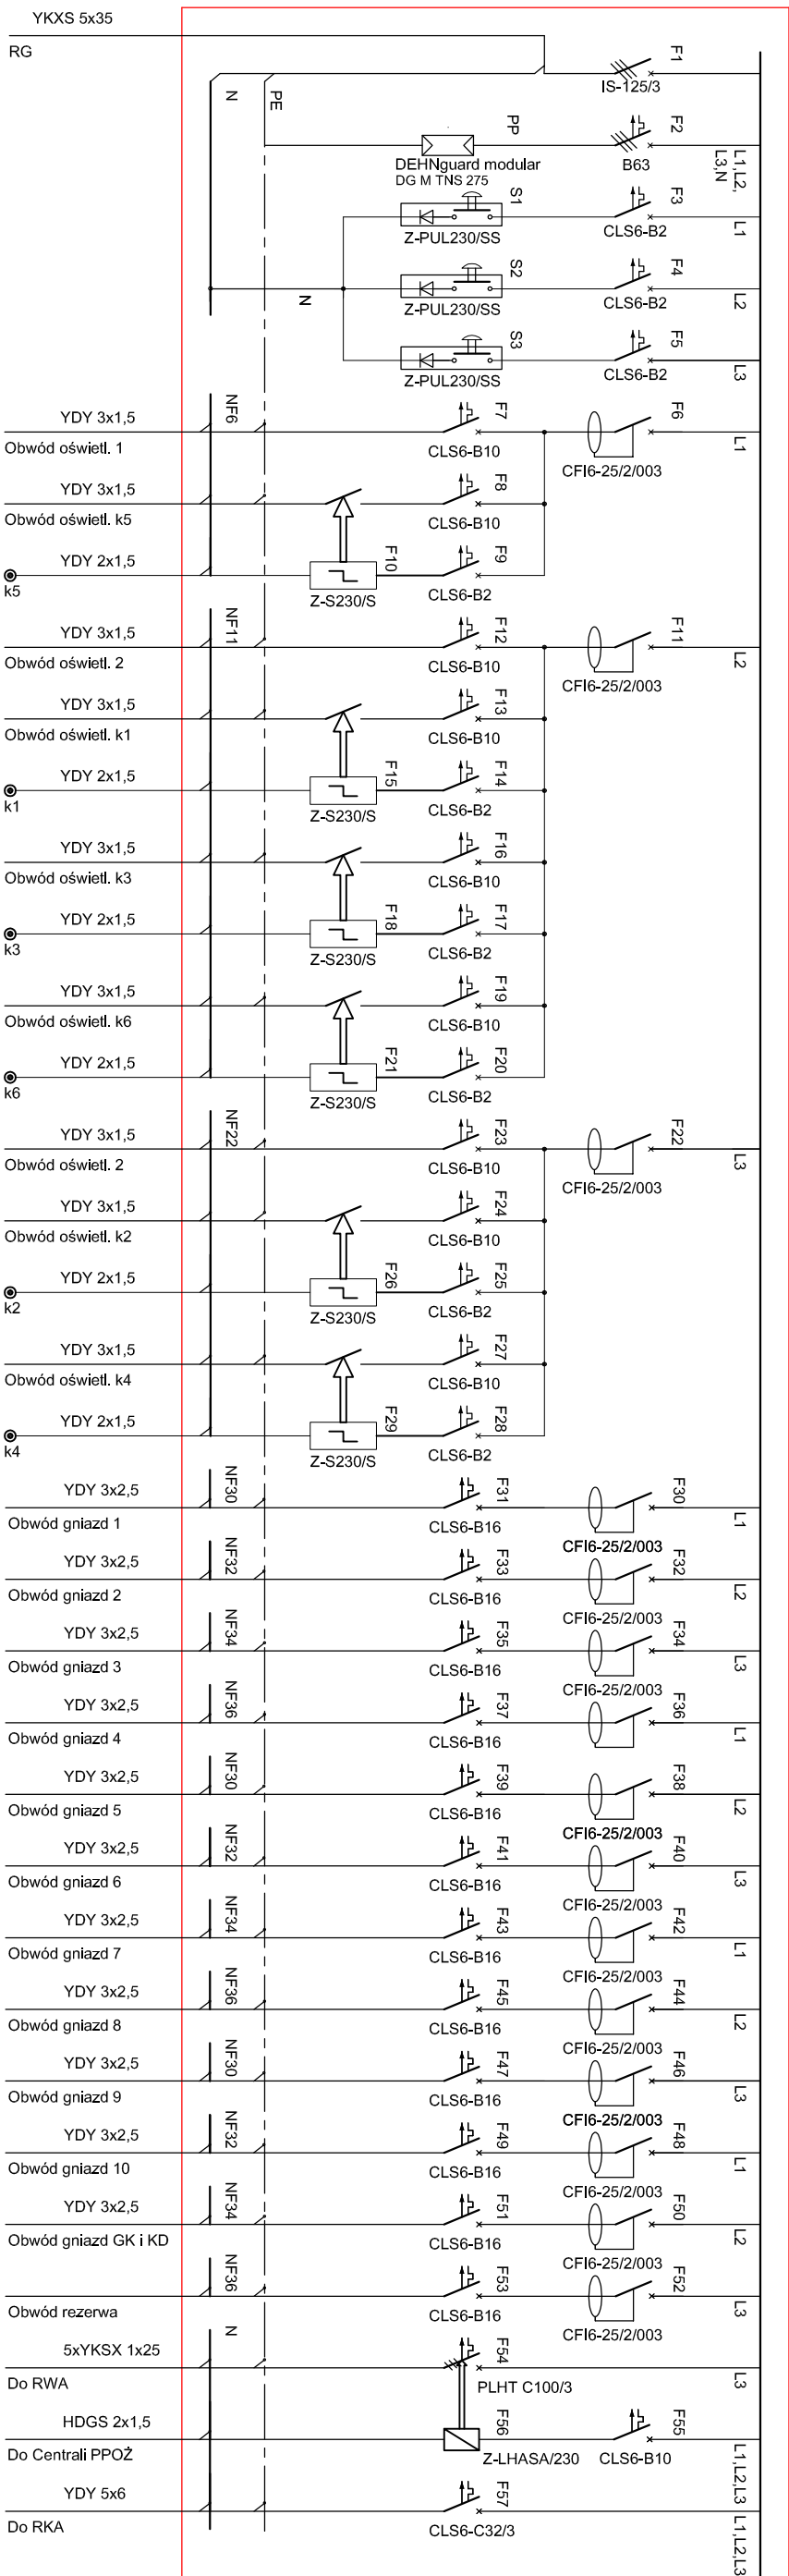 YKXS 5x35
RG
F1
IS-125/3
N
PE
PP
F2
DEHNguard modular
DG M TNS 275
B63
L1,L2,
L3,N
S1
F3
Z-PUL230/SS
CLS6-B2
L1
S2
F4
N
Z-PUL230/SS
CLS6-B2
L2
S3
F5
Z-PUL230/SS
CLS6-B2
L3
YDY 3x1,5
NF6
F7
F6
Obwód oświetl. 1
CLS6-B10
CFI6-25/2/003
L1
YDY 3x1,5
F8
Obwód oświetl. k5
CLS6-B10
YDY 2x1,5
F10
F9
k5
Z-S230/S
CLS6-B2
YDY 3x1,5
NF11
F12
F11
Obwód oświetl. 2
CLS6-B10
CFI6-25/2/003
L2
YDY 3x1,5
F13
Obwód oświetl. k1
CLS6-B10
YDY 2x1,5
F15
F14
k1
Z-S230/S
CLS6-B2
YDY 3x1,5
F16
Obwód oświetl. k3
CLS6-B10
YDY 2x1,5
F18
F17
k3
Z-S230/S
CLS6-B2
YDY 3x1,5
F19
Obwód oświetl. k6
CLS6-B10
YDY 2x1,5
F21
F20
k6
Z-S230/S
CLS6-B2
YDY 3x1,5
NF22
F23
F22
Obwód oświetl. 2
CLS6-B10
CFI6-25/2/003
L3
YDY 3x1,5
F24
Obwód oświetl. k2
CLS6-B10
YDY 2x1,5
F26
F25
k2
Z-S230/S
CLS6-B2
YDY 3x1,5
F27
Obwód oświetl. k4
CLS6-B10
YDY 2x1,5
F29
F28
k4
Z-S230/S
CLS6-B2
YDY 3x2,5
NF30
F31
F30
Obwód gniazd 1
CLS6-B16
CFI6-25/2/003
L1
YDY 3x2,5
NF32
F33
F32
Obwód gniazd 2
CLS6-B16
CFI6-25/2/003
L2
YDY 3x2,5
NF34
F35
F34
Obwód gniazd 3
CLS6-B16
CFI6-25/2/003
L3
YDY 3x2,5
NF36
F37
F36
Obwód gniazd 4
CLS6-B16
L1
YDY 3x2,5
NF30
F39
F38
Obwód gniazd 5
CLS6-B16
CFI6-25/2/003
L2
YDY 3x2,5
NF32
F41
F40
Obwód gniazd 6
CLS6-B16
CFI6-25/2/003
L3
YDY 3x2,5
NF34
F43
F42
Obwód gniazd 7
CLS6-B16
CFI6-25/2/003
L1
YDY 3x2,5
NF36
F45
F44
Obwód gniazd 8
CLS6-B16
CFI6-25/2/003
L2
YDY 3x2,5
NF30
F47
F46
Obwód gniazd 9
CLS6-B16
CFI6-25/2/003
L3
YDY 3x2,5
NF32
F49
F48
Obwód gniazd 10
CLS6-B16
CFI6-25/2/003
L1
YDY 3x2,5
NF34
F51
F50
Obwód gniazd GK i KD
CLS6-B16
CFI6-25/2/003
L2
NF36
F53
F52
Obwód rezerwa
CLS6-B16
CFI6-25/2/003
L3
5xYKSX 1x25
N
F54
Do RWA
PLHT C100/3
L3
HDGS 2x1,5
F56
F55
Do Centrali PPOŻ
Z-LHASA/230
CLS6-B10
L1,L2,L3
YDY 5x6
F57
Do RKA
CLS6-C32/3
L1,L2,L3